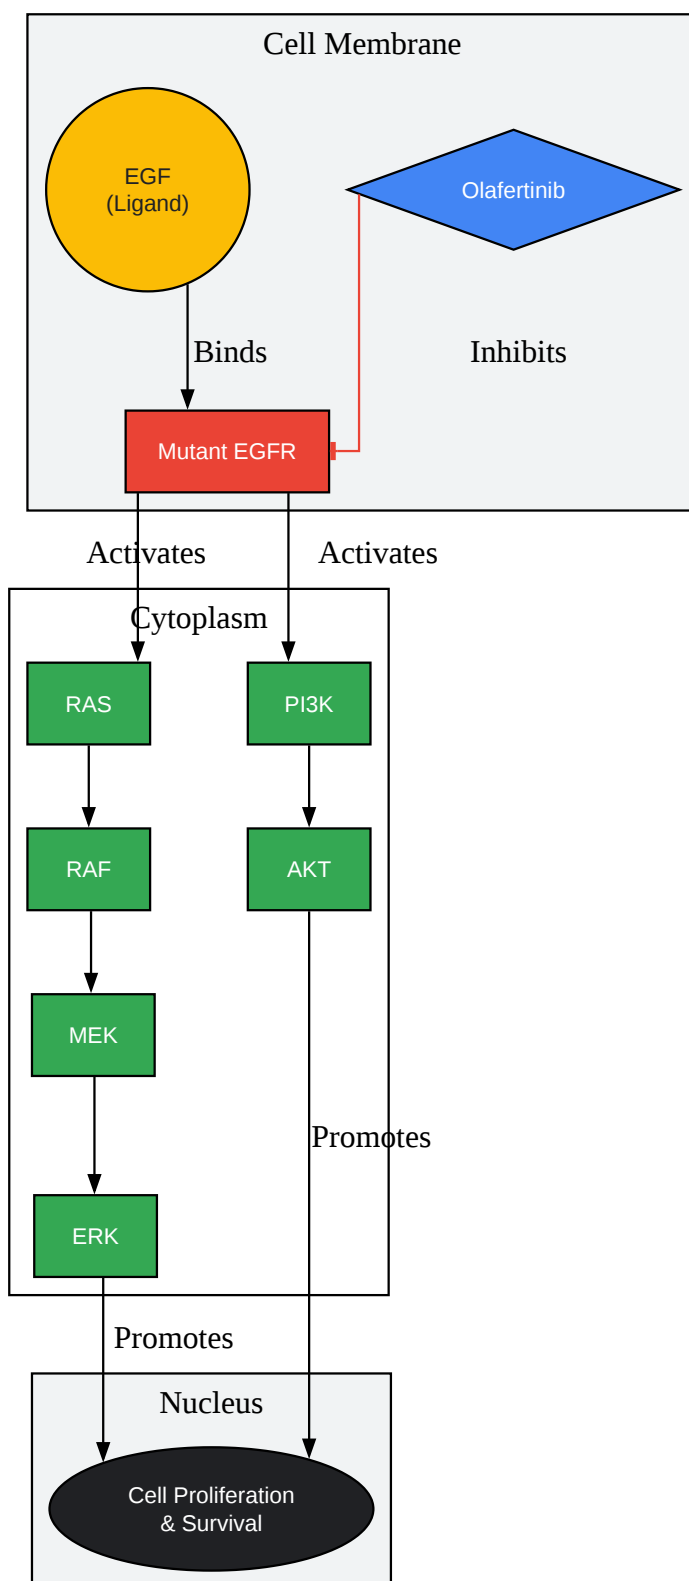 Cell Membrane
EGF
(Ligand)
Olafertinib
Binds
Inhibits
Mutant EGFR
Activates
Activates
Cytoplasm
RAS
PI3K
RAF
AKT
MEK
Promotes
ERK
Promotes
Nucleus
Cell Proliferation
& Survival